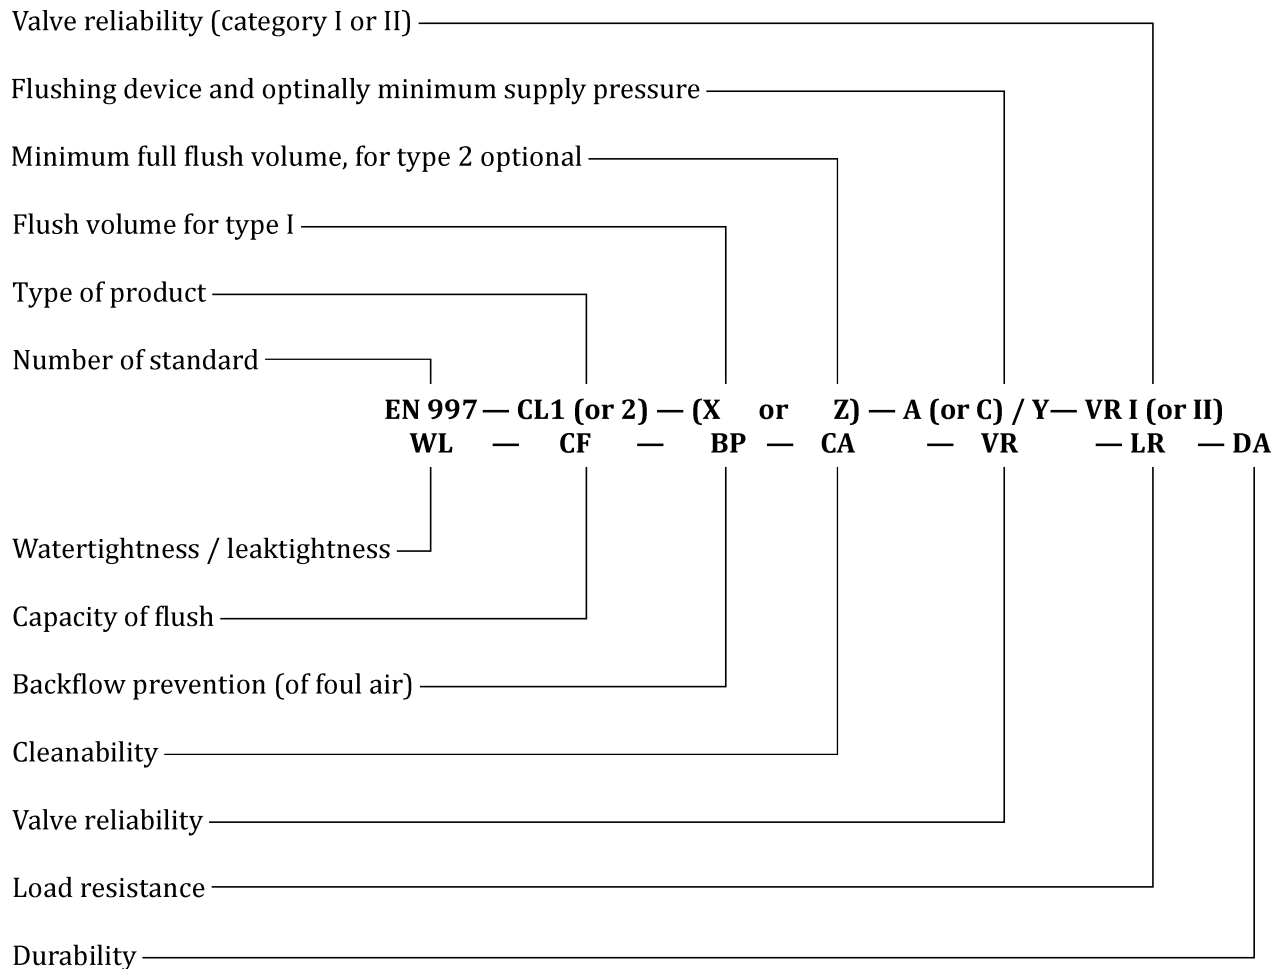 Valve reliability (category I or II)
Flushing device and optinally minimum supply pressure
Minimum full flush volume, for type 2 optional
Flush volume for type I
Type of product
Number of standard
EN 997 — CL1 (or 2) — (X or Z) — A (or C) / Y— VR I (or II)
WL — CF — BP — CA — VR — LR — DA
Watertightness / leaktightness
Capacity of flush
Backflow prevention (of foul air)
Cleanability
Valve reliability
Load resistance
Durability